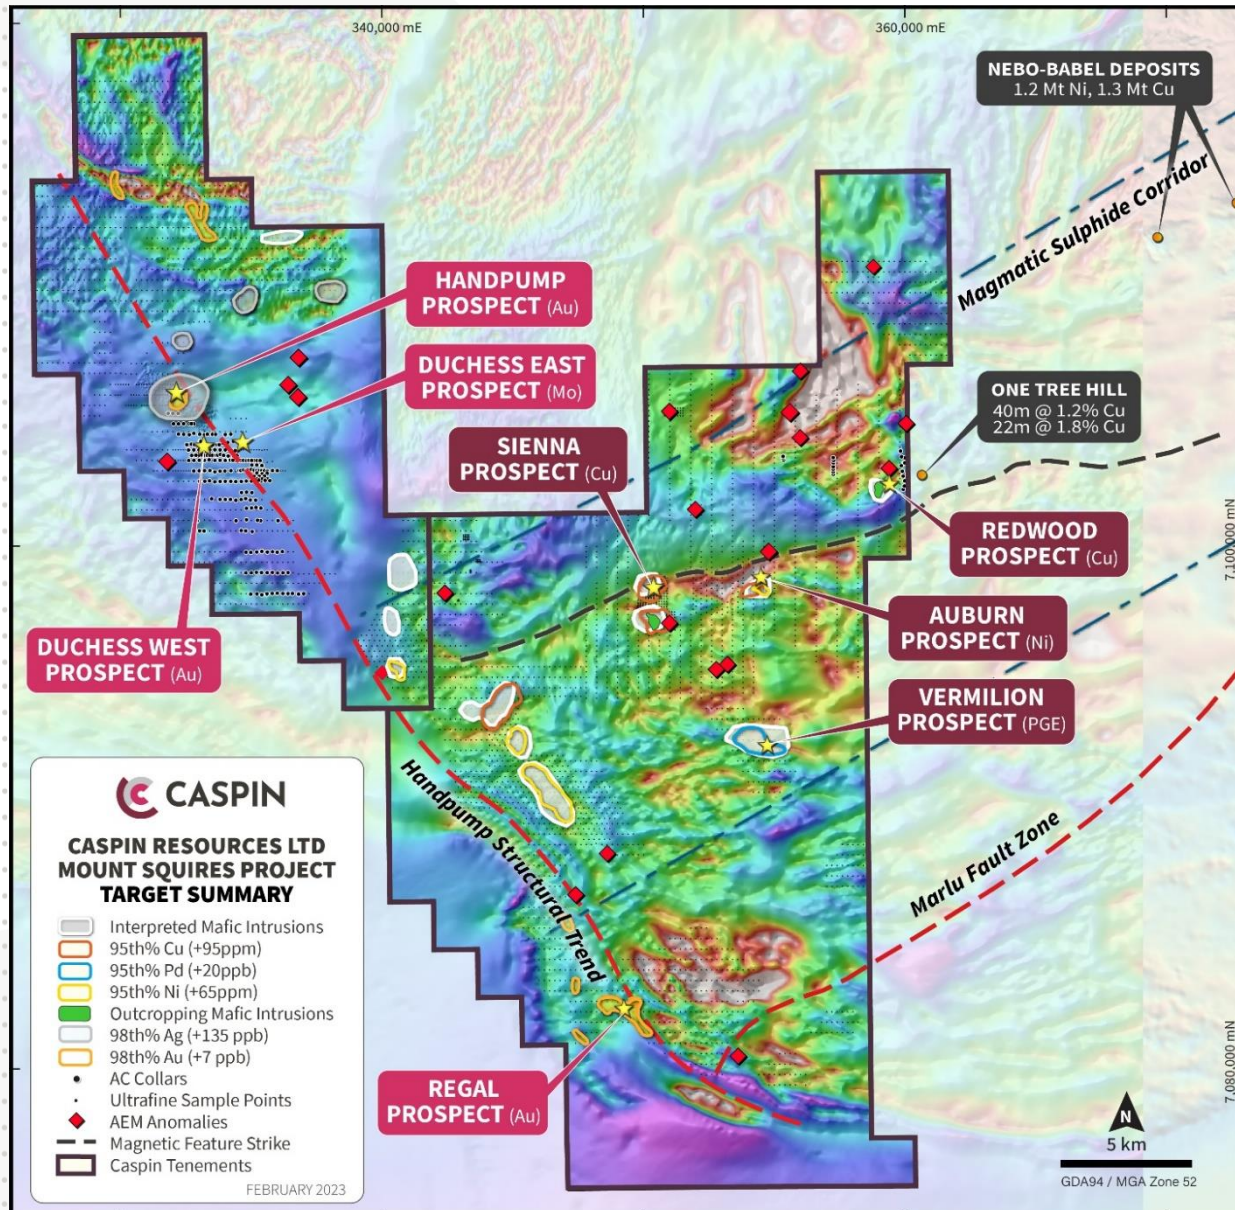 340,000 mE
360,000 mE
NEBO-BABEL DEPOSITS
1.2 Mt Ni, 1.3 Mt Cu
Magmatic Sulphide Corridor
HANDPUMP
PROSPECT (Au)
DUCHESS EAST
PROSPECT (Mo)
ONE TREE HILL
40m @ 1.2% Cu
22m @ 1.8% Cu
SIENNA
PROSPECT (Cu)
REDWOOD
PROSPECT (Cu)
7,100,000 mN
AUBURN
PROSPECT (Ni)
DUCHESS WEST
PROSPECT (Au)
VERMILION
PROSPECT (PGE)
Handpump Structural Trend
Marlu Fault Zone
CASPIN
CASPIN RESOURCES LTD
MOUNT SQUIRES PROJECT
TARGET SUMMARY
Interpreted Mafic Intrusions
95th% Cu (+95ppm)
95th% Pd (+20ppb)
95th% Ni (+65ppm)
Outcropping Mafic Intrusions
98th% Ag (+135 ppb)
98th% Au (+7 ppb)
AC Collars
Ultrafine Sample Points
AEM Anomalies
Magnetic Feature Strike
Caspin Tenements
FEBRUARY 2023
REGAL
PROSPECT (Au)
7,080,000 mN
N
5 km
GDA94 / MGA Zone 52